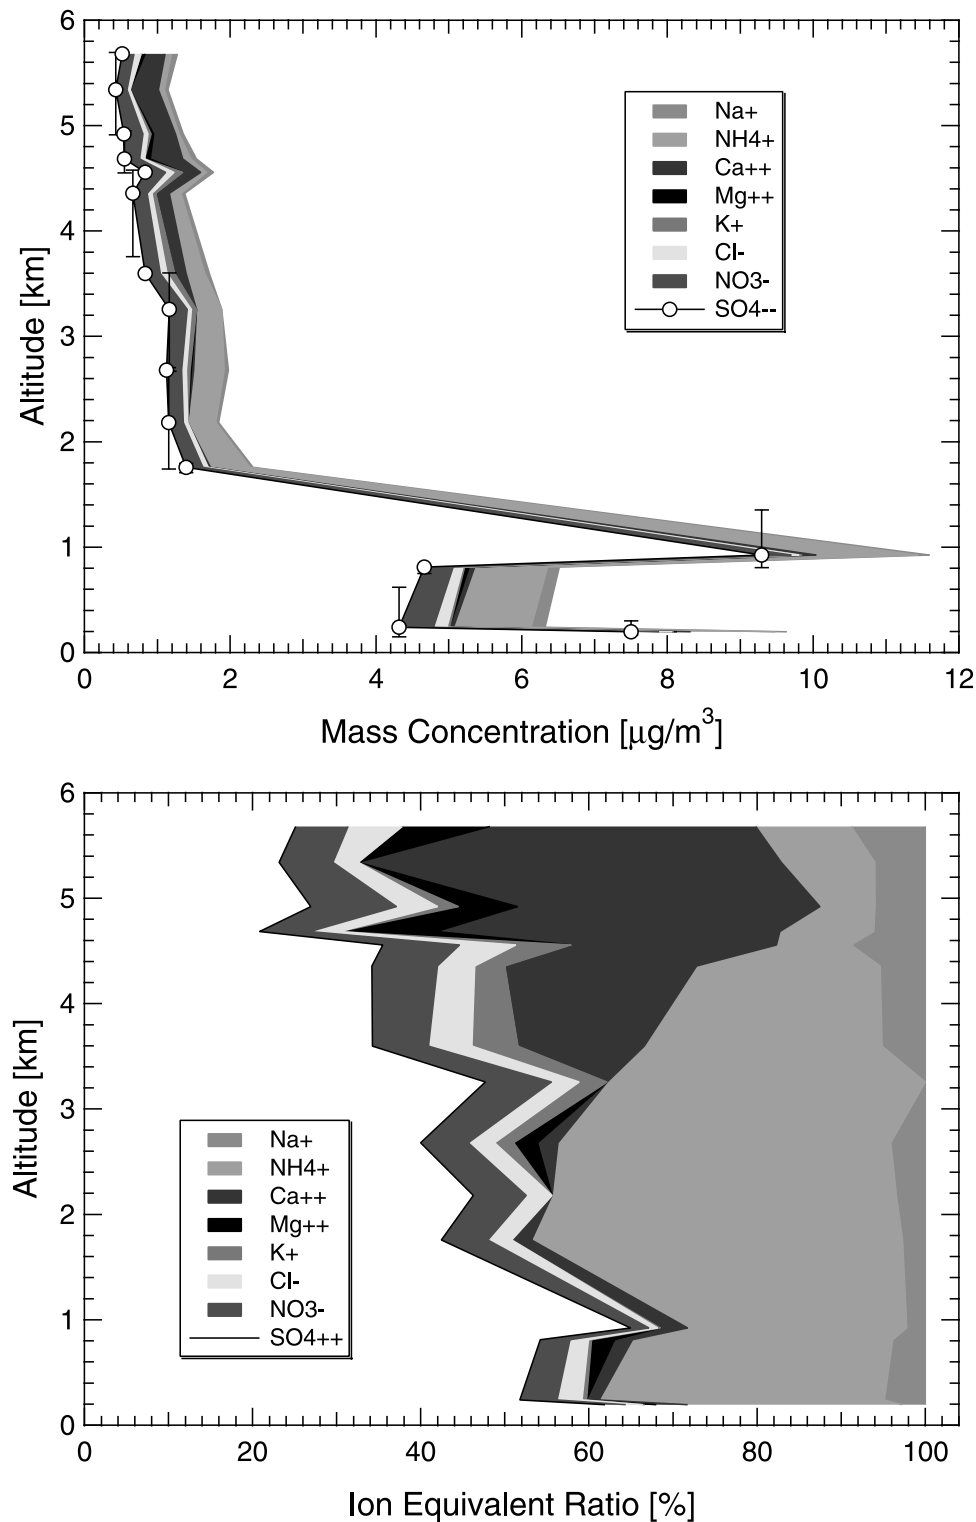 6
5
4
3
2
1
0
Altitude [km]
Na+
NH4+
Ca++
Mg++
K+
Cl-
NO3-
SO4--
0
2
4
6
8
10
12
Mass Concentration [μg/m³]
6
5
4
3
2
1
0
Altitude [km]
Na+
NH4+
Ca++
Mg++
K+
Cl-
NO3-
SO4++
0
20
40
60
80
100
Ion Equivalent Ratio [%]